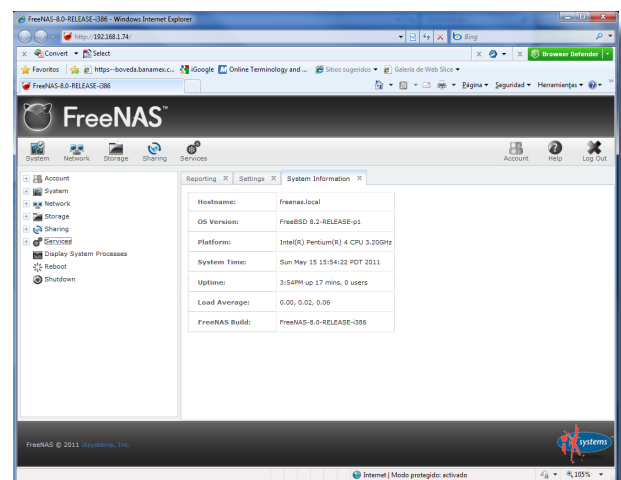 FreeNAS-8.0-RELEASE-i386 - Windows Internet Explorer
http://192.168.1.74/
Bing
x Convert Select
x Browser Defender
Favoritos https--boveda.banamex.c... iGoogle Online Terminology and ... Sitios sugeridos Galería de Web Slice
FreeNAS-8.0-RELEASE-i386
Página Seguridad Herramientas »
FreeNAS™
System Network Storage Sharing Services Account Help Log Out
Account
System
Network
Storage
Sharing
Services
Display System Processes
Reboot
Shutdown
Reporting Settings System Information
Hostname: freenas.local
OS Version: FreeBSD 8.2-RELEASE-p1
Platform: Intel(R) Pentium(R) 4 CPU 3.20GHz
System Time: Sun May 15 15:54:22 PDT 2011
Uptime: 3:54PM up 17 mins, 0 users
Load Average: 0.00, 0.02, 0.06
FreeNAS Build: FreeNAS-8.0-RELEASE-i386
FreeNAS © 2011 iXsystems, Inc.
iXsystems
Internet | Modo protegido: activado
105%